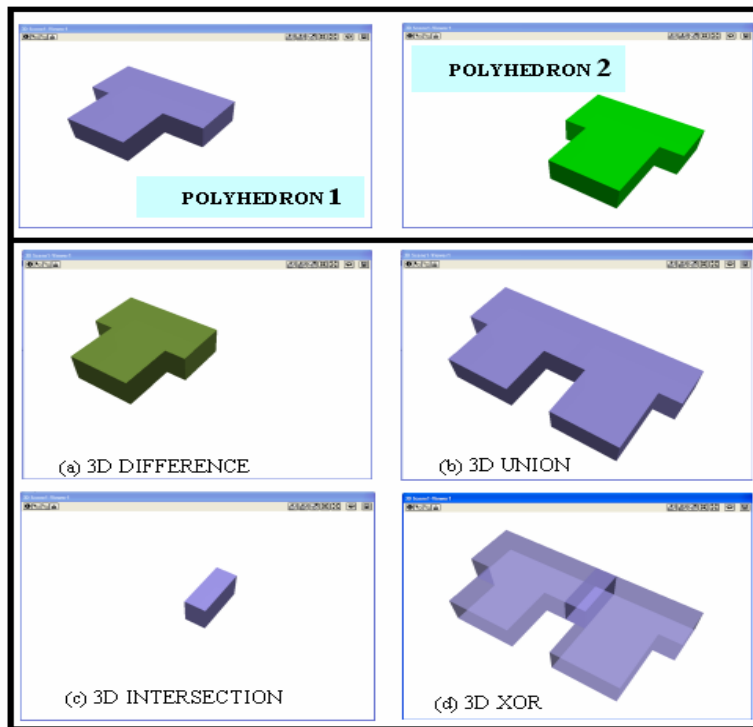 POLYHEDRON 1
POLYHEDRON 2
(a) 3D DIFFERENCE
(b) 3D UNION
(c) 3D INTERSECTION
(d) 3D XOR